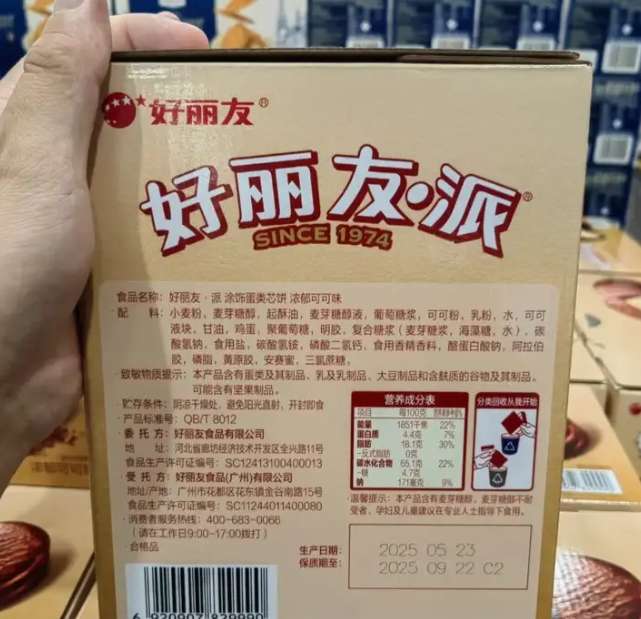 好丽友®
好丽友·派®
SINCE 1974
食品名称：好丽友·派 涂饰蛋类芯饼 浓郁可可味
配 料：小麦粉，麦芽糖醇，起酥油，麦芽糖醇液，葡萄糖浆，可可粉，乳粉，水，可可
液块，甘油，鸡蛋，聚葡萄糖，明胶，复合糖浆（麦芽糖浆，海藻糖，水），碳
酸氢钠，食用盐，碳酸氢铵，磷酸二氢钙，食用香精香料，酪蛋白酸钠，阿拉伯
胶，磷脂，黄原胶，安赛蜜，三氯蔗糖。
·致敏物质提示：本产品含有蛋类及其制品、乳及乳制品、大豆制品和含麸质的谷物及其制品。
可能含有坚果制品。
·贮存条件：阴凉干燥处，避免阳光直射，开封即食
·产品标准号：QB/T 8012
委 托 方：好丽友食品有限公司
地 址：河北省廊坊经济技术开发区全兴路11号
食品生产许可证编号：SC12413100400013
受 托 方：好丽友食品(广州)有限公司
地址/产地：广州市花都区花东镇金谷南路15号
食品生产许可证编号：SC11244011400080
·消费者服务热线：400-683-0066
（请在工作日9:00-17:00拨打）
·合格品
营养成分表
项目 每100克
能量 1851千焦 22%
蛋白质 4.4克 7%
脂肪 18.1克 30%
-反式脂肪 0克
碳水化合物 65.1克 22%
-糖 4.7克
钠 171毫克 9%
分类回收从我开始
温馨提示：本产品含有麦芽糖醇，麦芽糖醇不耐
受者、孕妇及儿童建议在专业人士指导下食用。
生产日期：
保质期至：
2025 05 23
2025 09 22 C2
6 920907 839990